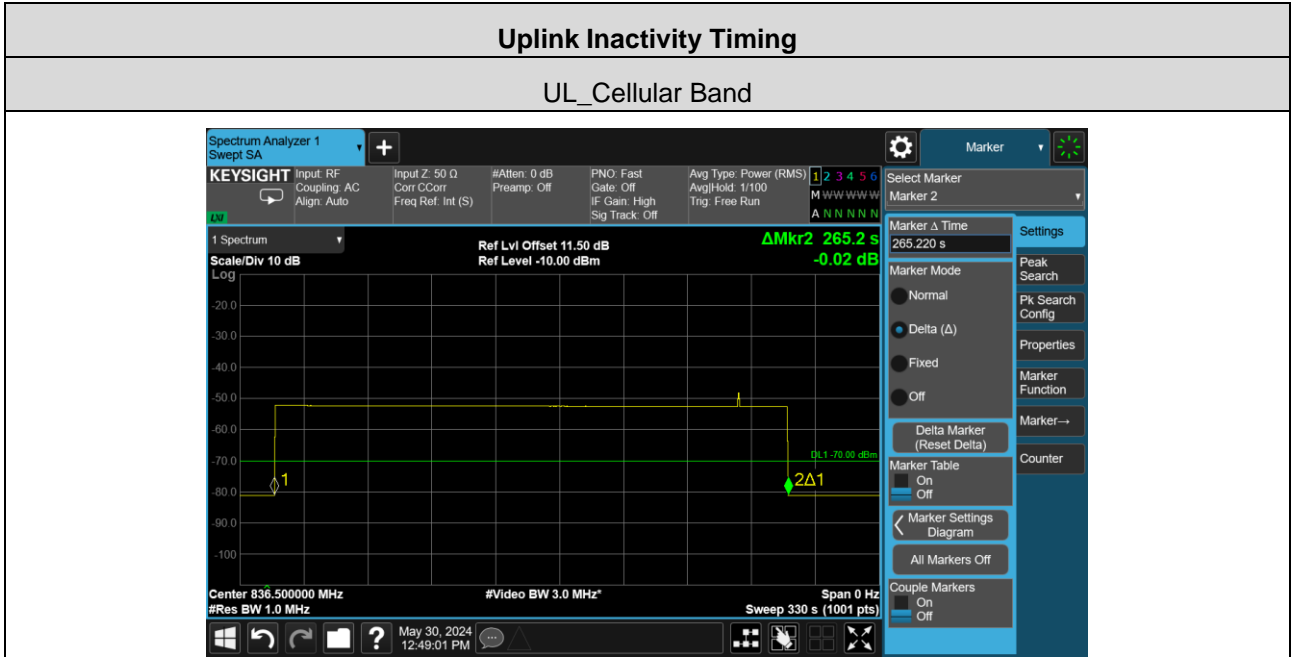 Uplink Inactivity Timing
UL_Cellular Band
Spectrum Analyzer 1
Swept SA
+
Marker
KEYSIGHT
Input: RF
Coupling: AC
Align: Auto
Input Z: 50 Ω
Corr CCorr
Freq Ref: Int (S)
#Atten: 0 dB
Preamp: Off
PNO: Fast
Gate: Off
IF Gain: High
Sig Track: Off
Avg Type: Power (RMS)
Avg|Hold: 1/100
Trig: Free Run
1 2 3 4 5 6
M W W W W W
A N N N N N
LXI
Select Marker
Marker 2
1 Spectrum
Scale/Div 10 dB
Log
Ref Lvl Offset 11.50 dB
Ref Level -10.00 dBm
ΔMkr2 265.2 s
-0.02 dB
-20.0
-30.0
-40.0
-50.0
-60.0
-70.0
-80.0
-90.0
-100
DL1 -70.00 dBm
1
2Δ1
Center 836.500000 MHz
#Res BW 1.0 MHz
#Video BW 3.0 MHz*
Span 0 Hz
Sweep 330 s (1001 pts)
Marker Δ Time
265.220 s
Marker Mode
Normal
Delta (Δ)
Fixed
Off
Delta Marker
(Reset Delta)
Marker Table
On
Off
Marker Settings
Diagram
All Markers Off
Couple Markers
On
Off
Settings
Peak
Search
Pk Search
Config
Properties
Marker
Function
Marker→
Counter
?
May 30, 2024
12:49:01 PM